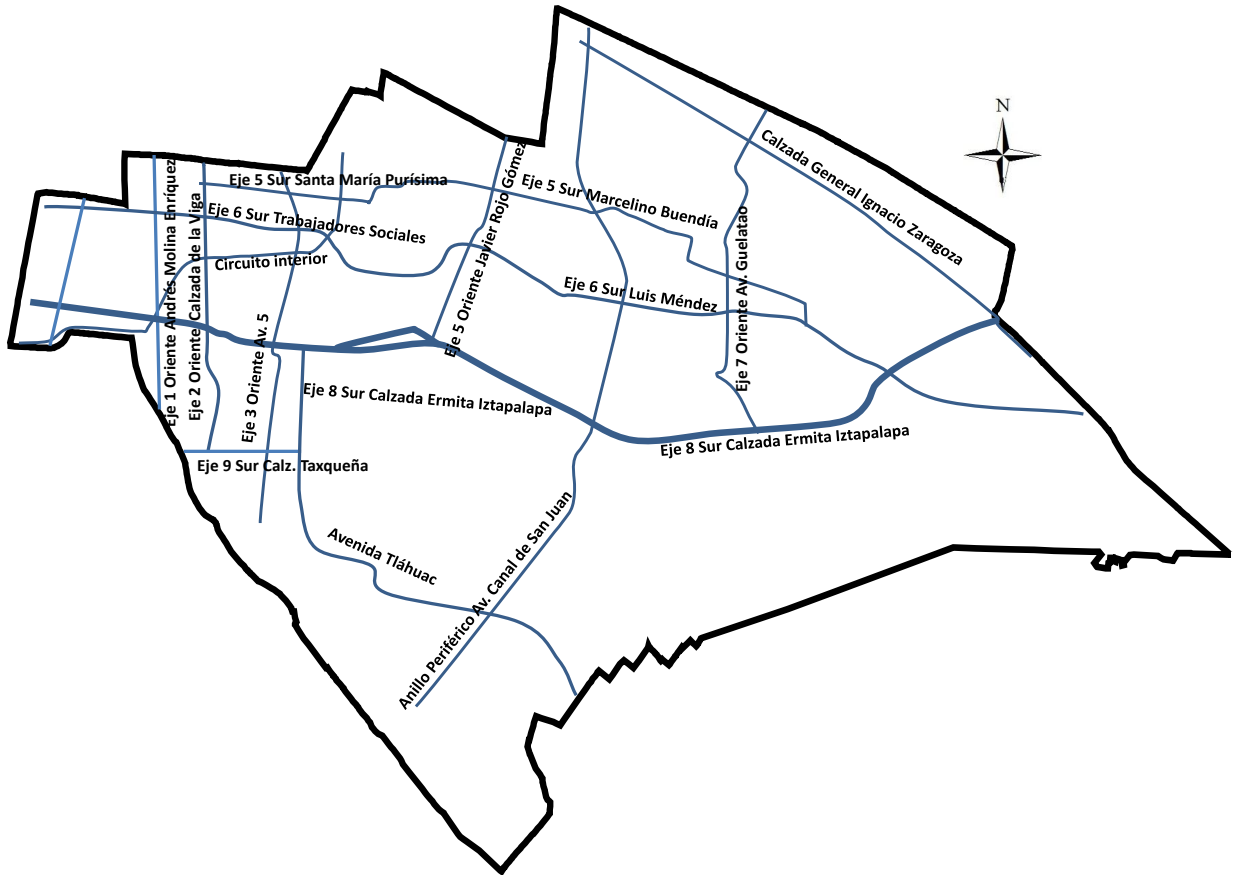 N
Calzada General Ignacio Zaragoza
Eje 5 Sur Santa María Purísima
Eje 5 Sur Marcelino Buendía
Eje 6 Sur Trabajadores Sociales
Circuito interior
Eje 6 Sur Luis Méndez
Eje 1 Oriente Andrés Molina Enríquez
Eje 2 Oriente Calzada de la Viga
Eje 3 Oriente Av. 5
Eje 5 Oriente Javier Rojo Gómez
Eje 7 Oriente Av. Guelatao
Eje 8 Sur Calzada Ermita Iztapalapa
Eje 8 Sur Calzada Ermita Iztapalapa
Eje 9 Sur Calz. Taxqueña
Avenida Tláhuac
Anillo Periférico Av. Canal de San Juan